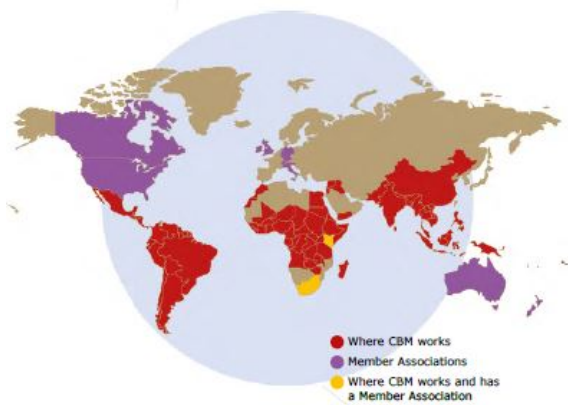 Where CBM works
Member Associations
Where CBM works and has
a Member Association